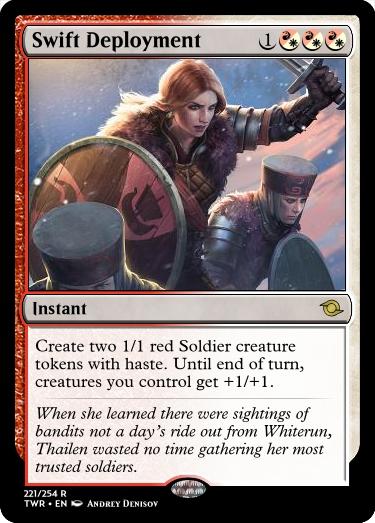 Swift Deployment 1
Instant
Create two 1/1 red Soldier creature
tokens with haste. Until end of turn,
creatures you control get +1/+1.
When she learned there were sightings of
bandits not a day's ride out from Whiterun,
Thailen wasted no time gathering her most
trusted soldiers.
221/254 R
TWR • EN Andrey Denisov